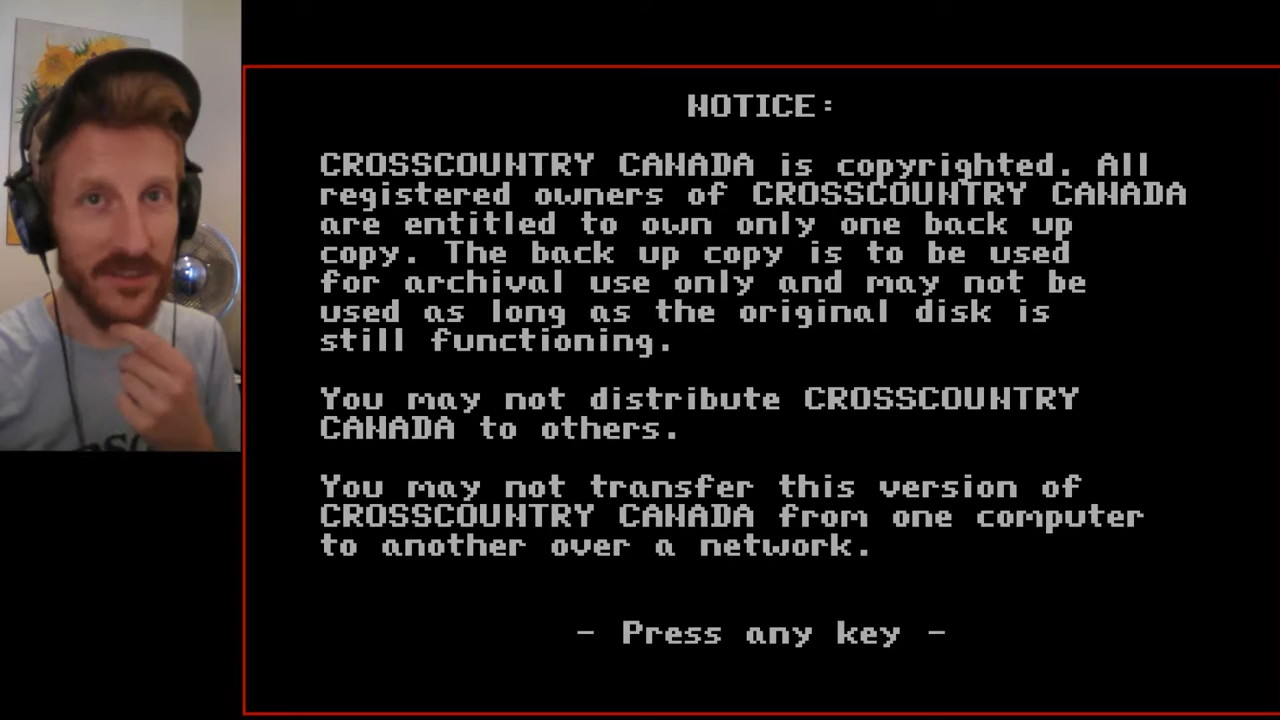 NOTICE:
CROSSCOUNTRY CANADA is copyrighted. All
registered owners of CROSSCOUNTRY CANADA
are entitled to own only one back up
copy. The back up copy is to be used
for archival use only and may not be
used as long as the original disk is
still functioning.
You may not distribute CROSSCOUNTRY
CANADA to others.
You may not transfer this version of
CROSSCOUNTRY CANADA from one computer
to another over a network.
- Press any key -